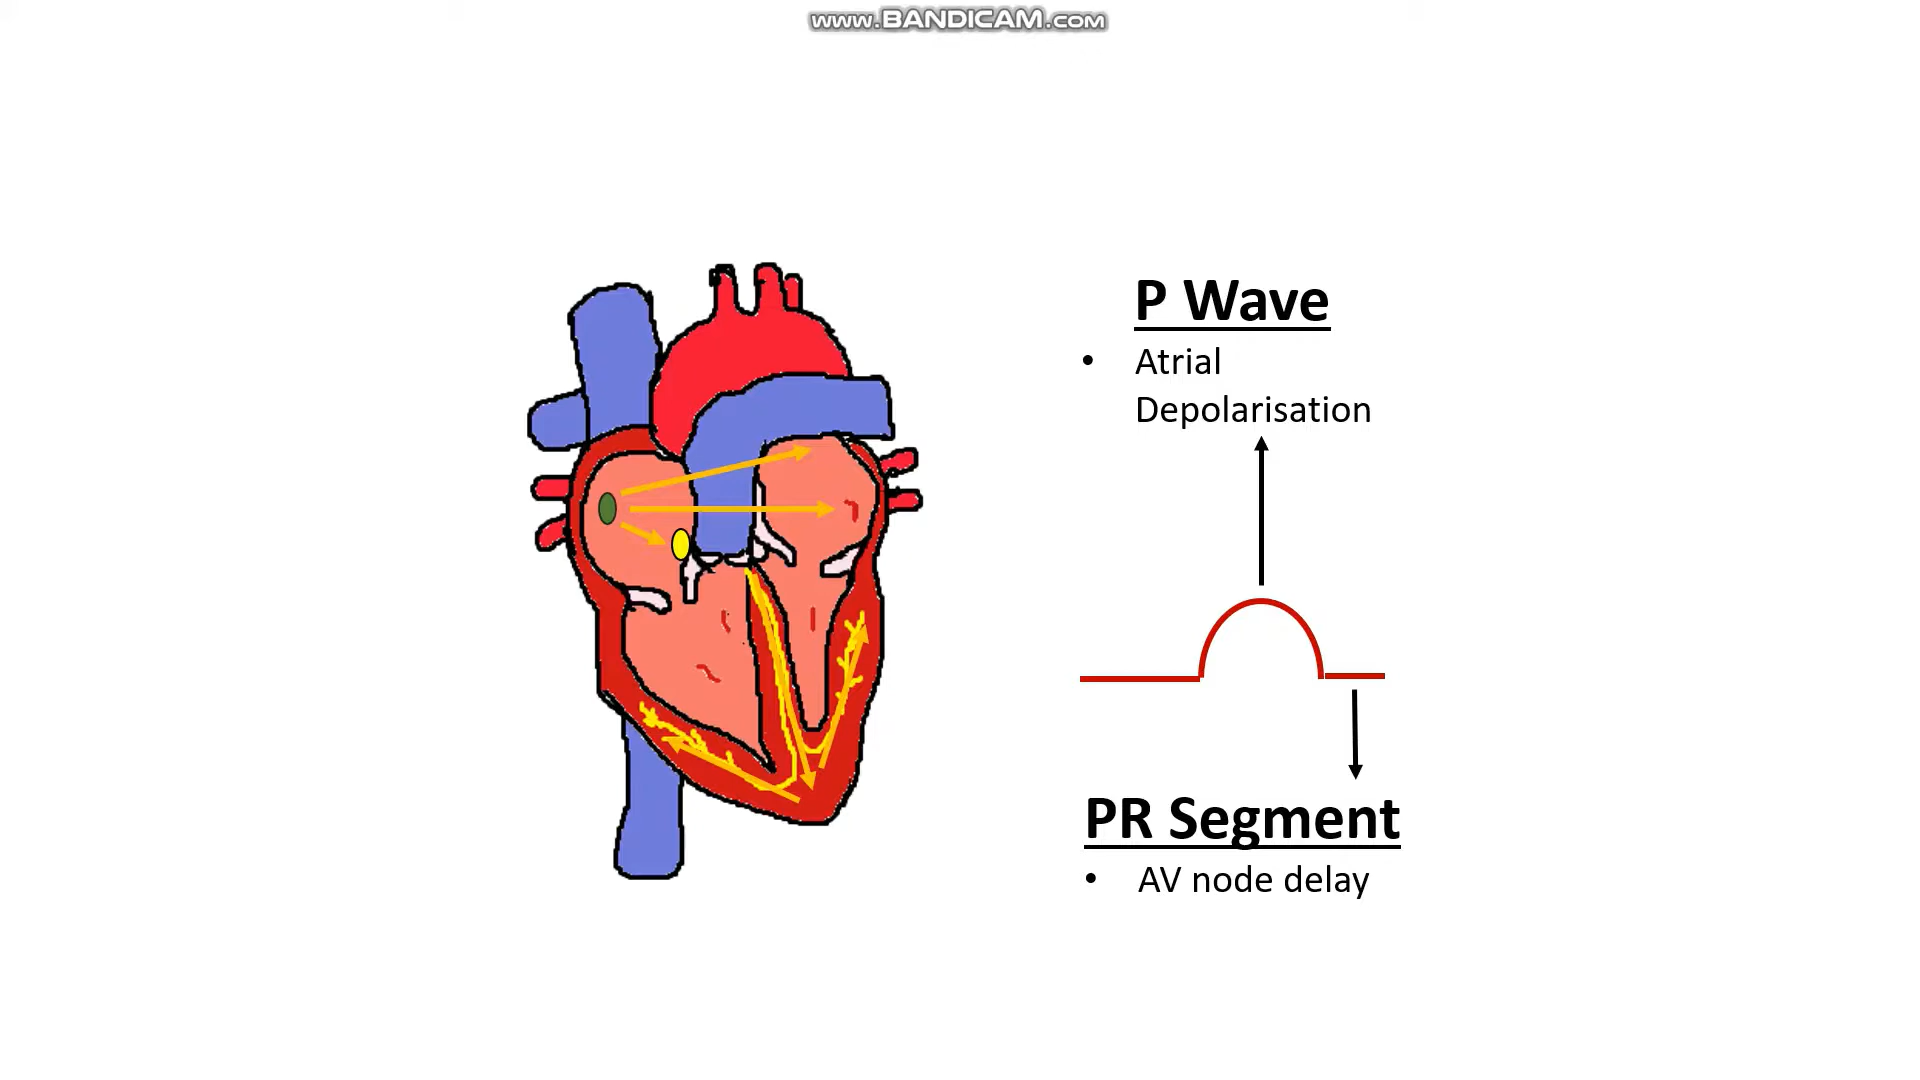 www.BANDICAM.com
P Wave
• Atrial
Depolarisation
PR Segment
• AV node delay